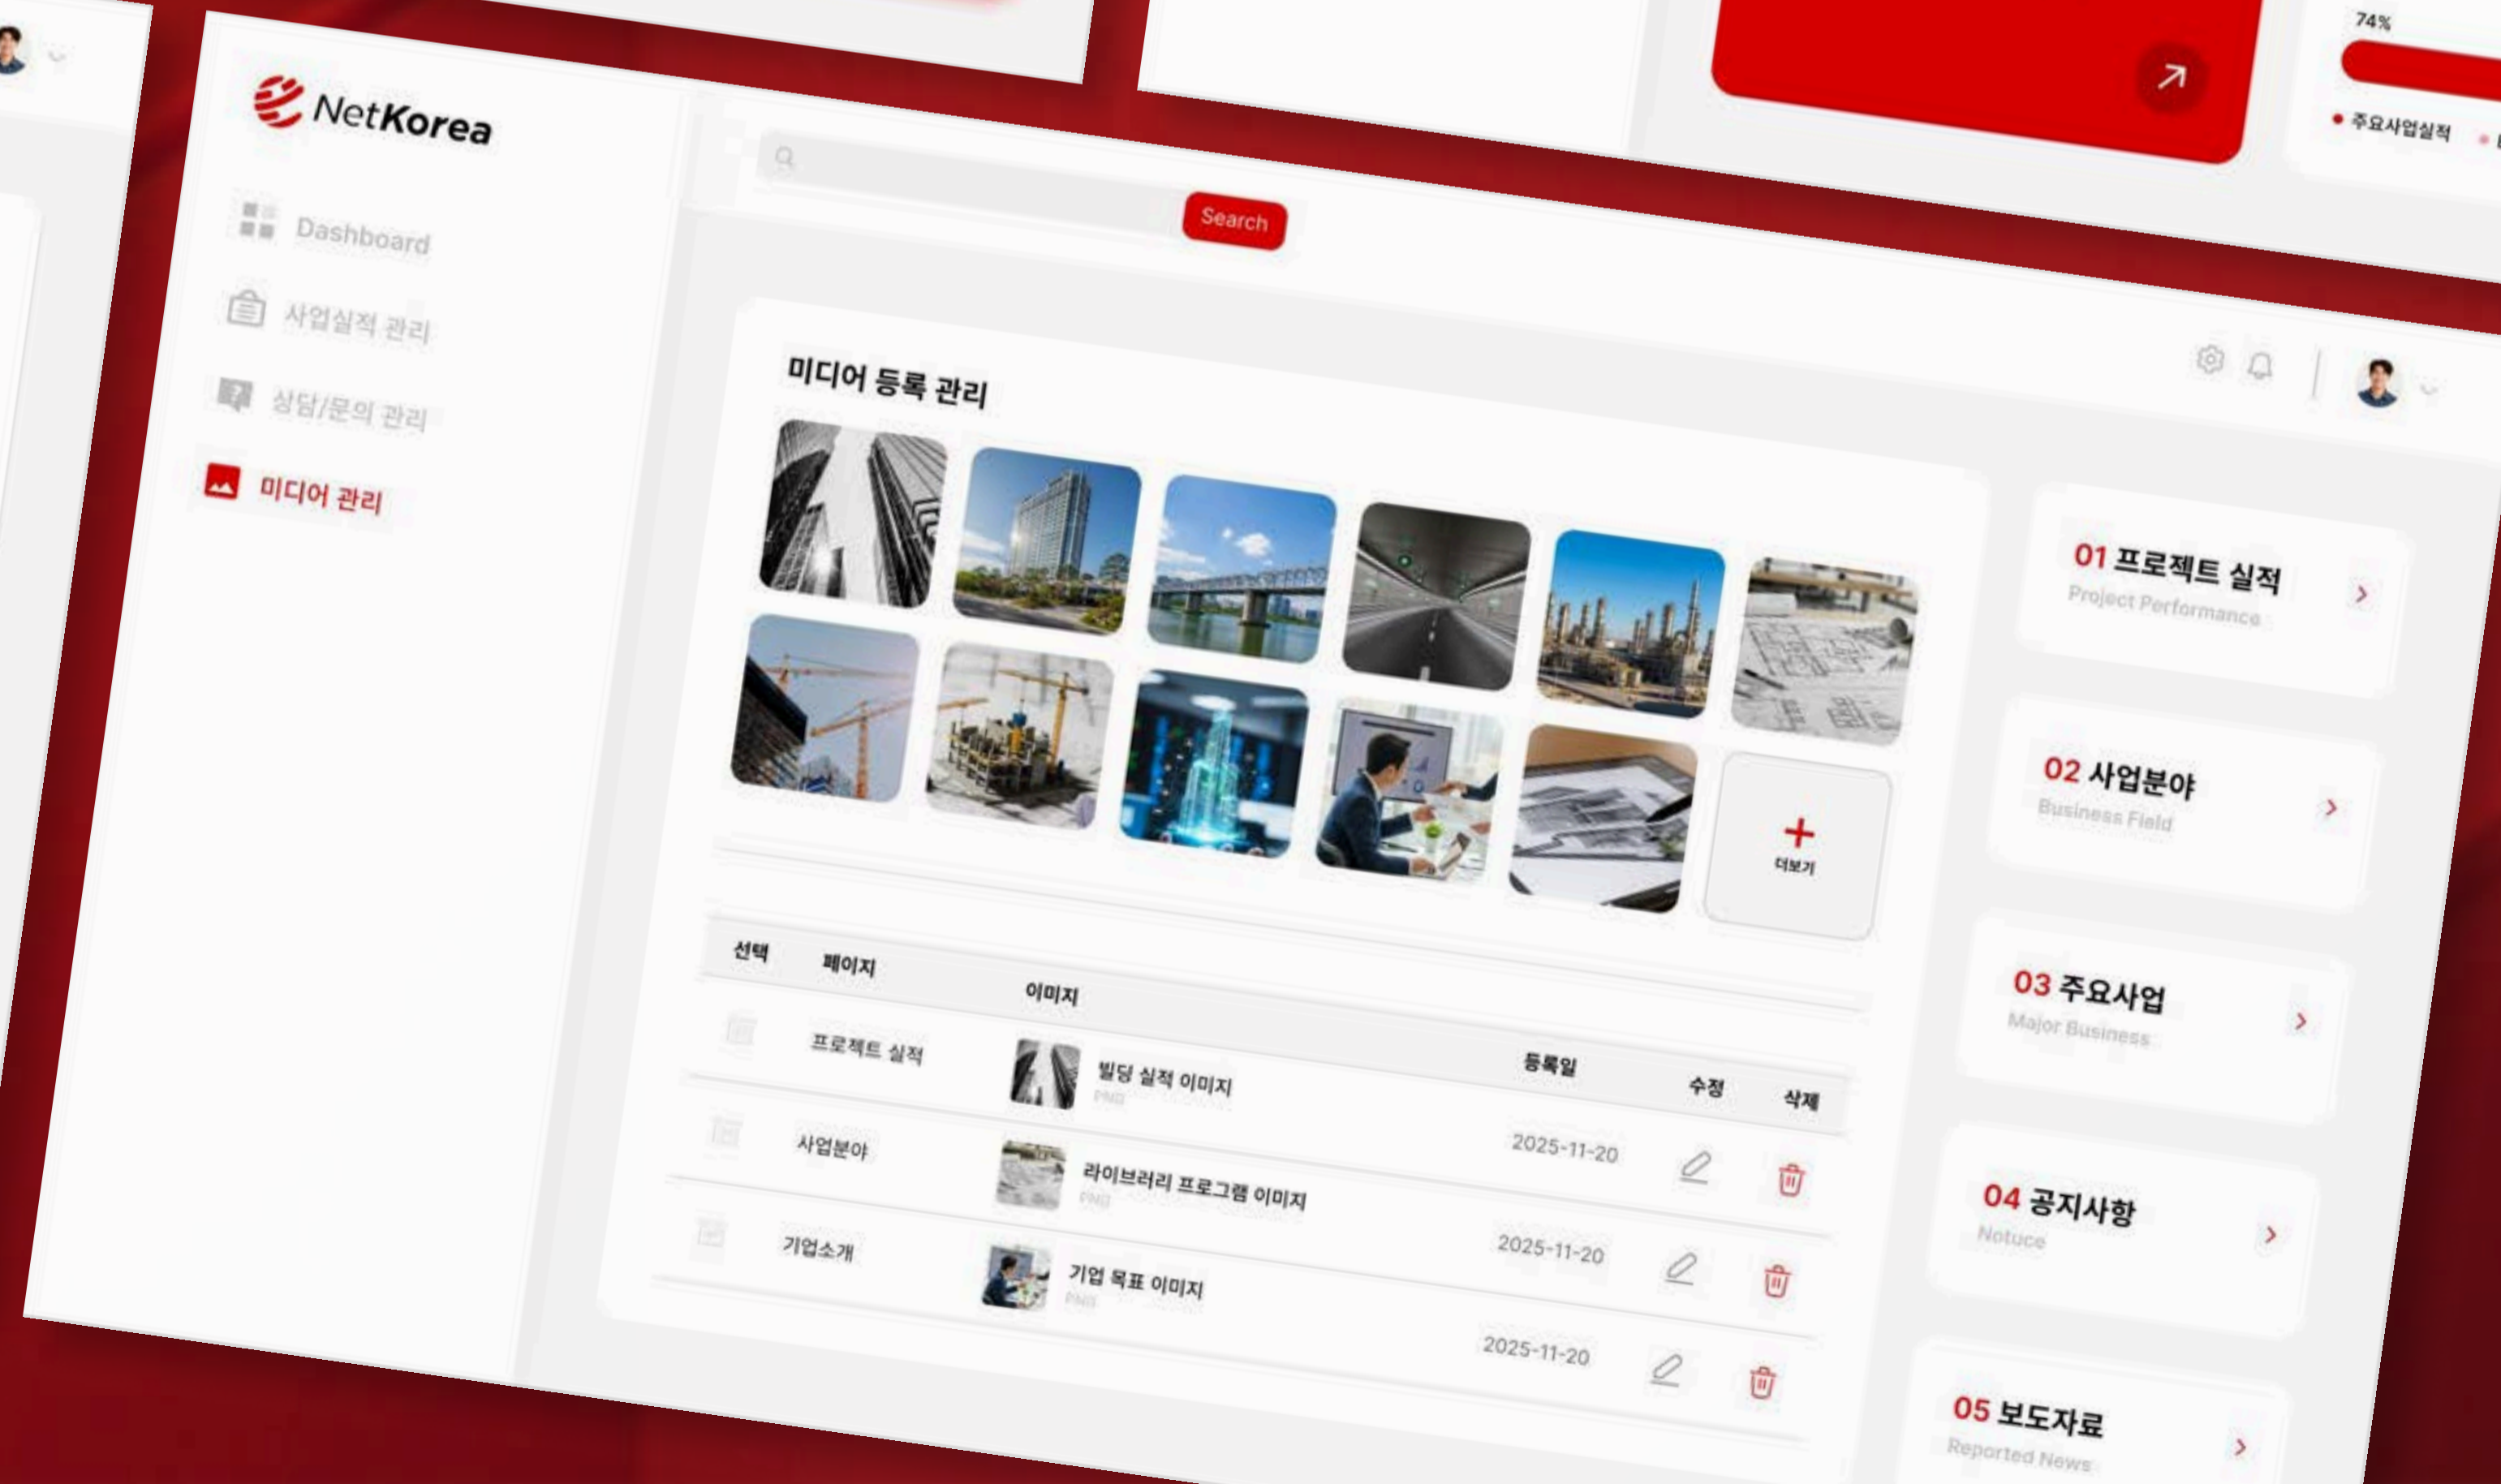 74%
주요사업실적
NetKorea
Search
Dashboard
사업실적 관리
상담/문의 관리
미디어 관리
미디어 등록 관리
더보기
선택 페이지 이미지 등록일 수정 삭제
프로젝트 실적 빌딩 실적 이미지 2025-11-20
PNG
사업분야 라이브러리 프로그램 이미지 2025-11-20
PNG
기업소개 기업 목표 이미지 2025-11-20
PNG
01 프로젝트 실적
Project Performance
02 사업분야
Business Field
03 주요사업
Major Business
04 공지사항
Notuce
05 보도자료
Reported News